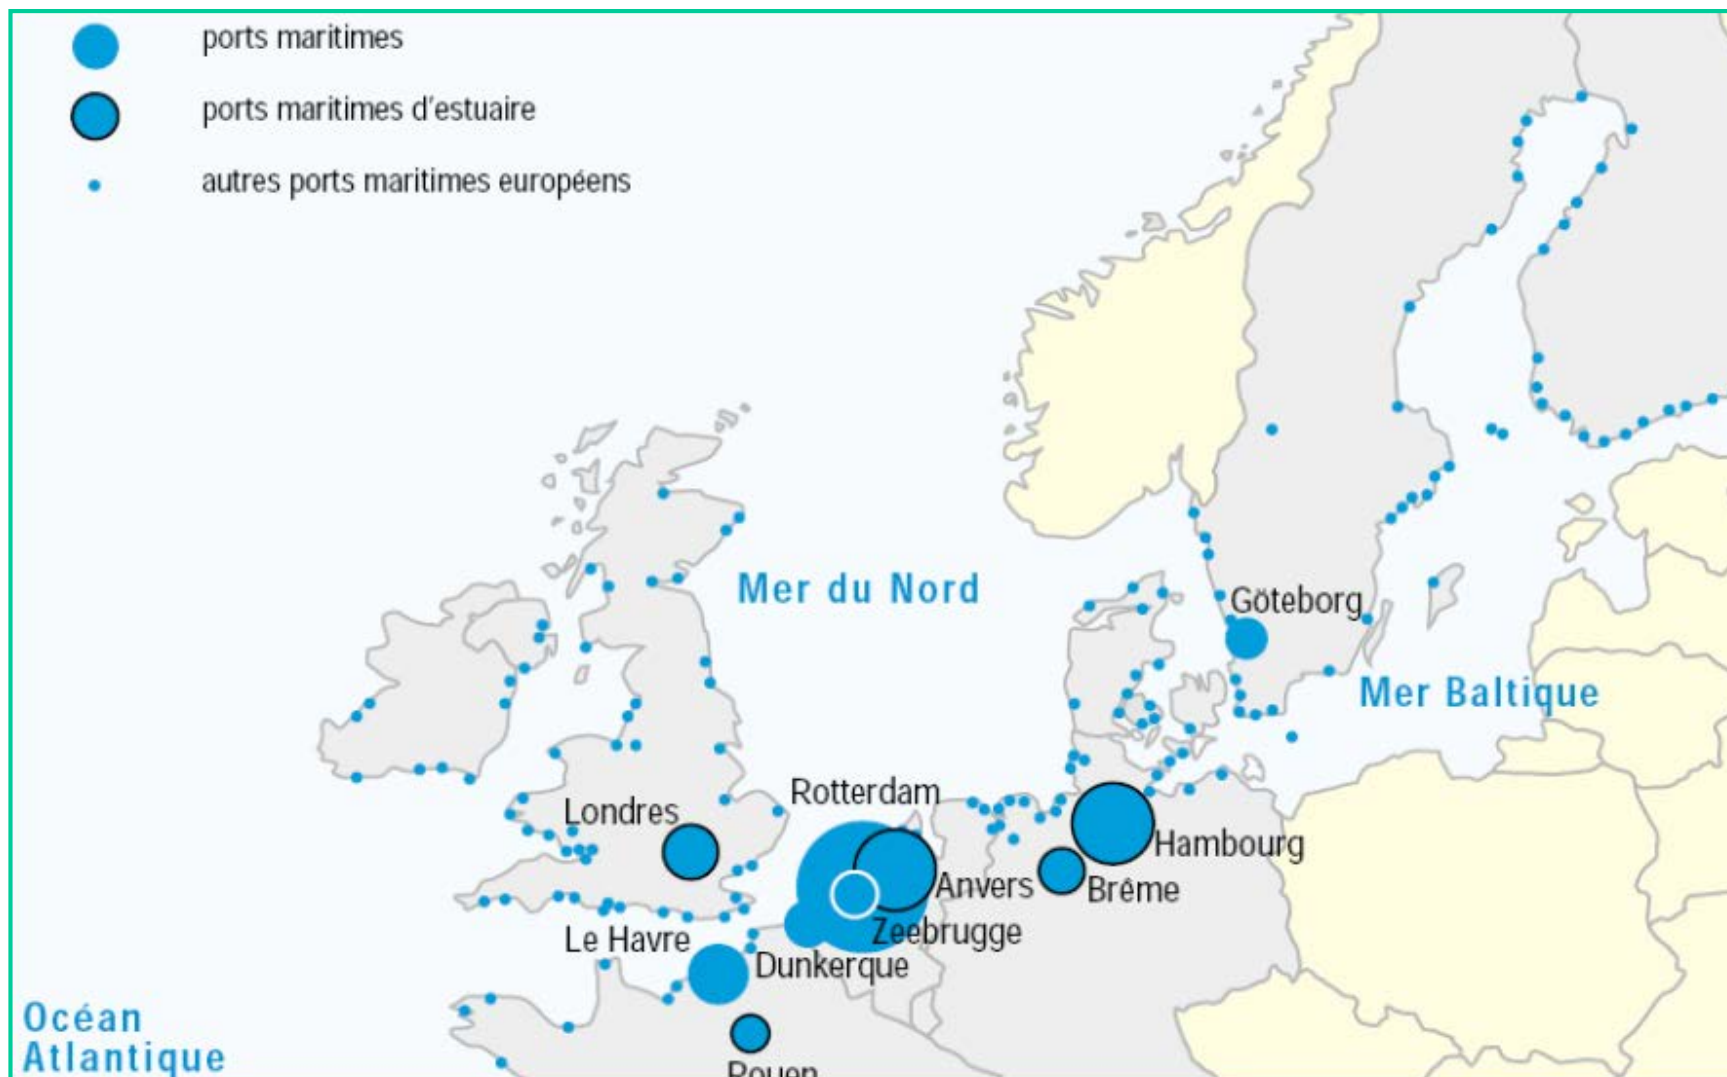 ports maritimes
ports maritimes d'estuaire
autres ports maritimes européens
Mer du Nord
Göteborg
Mer Baltique
Rotterdam
Londres
Hambourg
Anvers
Brême
Zeebrugge
Le Havre
Dunkerque
Océan
Atlantique
Rouen